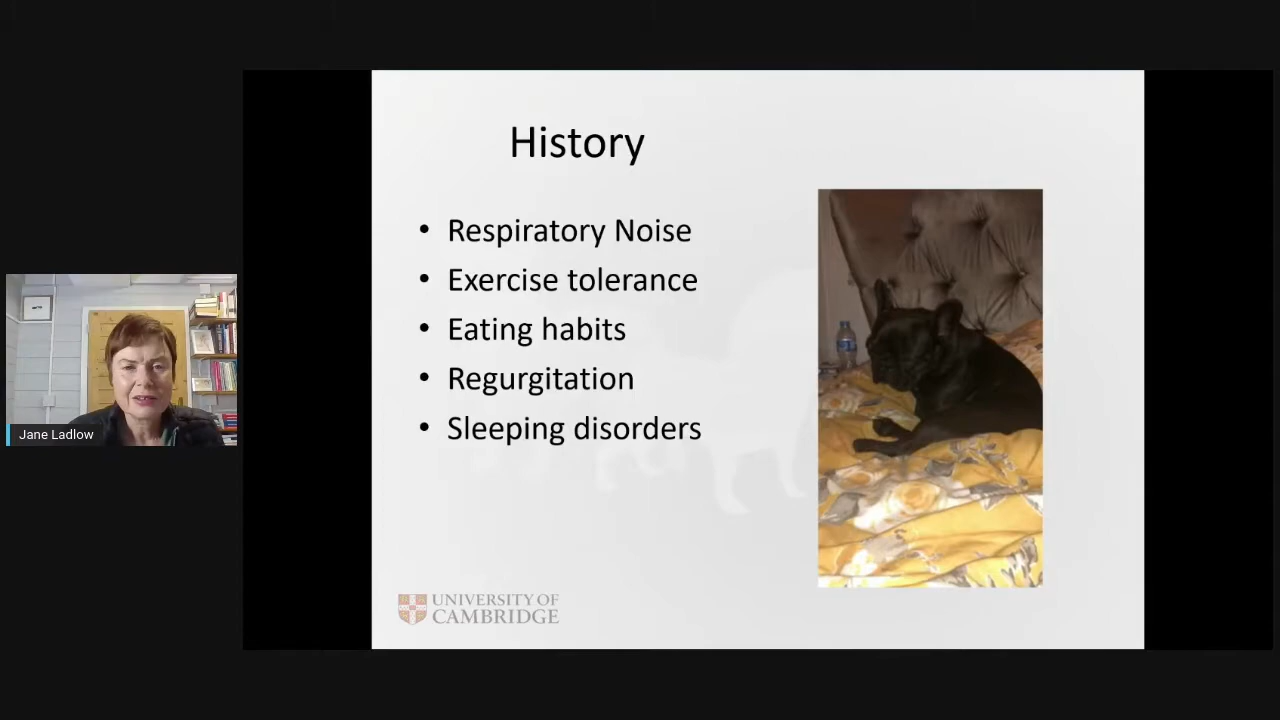 History
• Respiratory Noise
• Exercise tolerance
• Eating habits
• Regurgitation
• Sleeping disorders
Jane Ladlow
UNIVERSITY OF
CAMBRIDGE